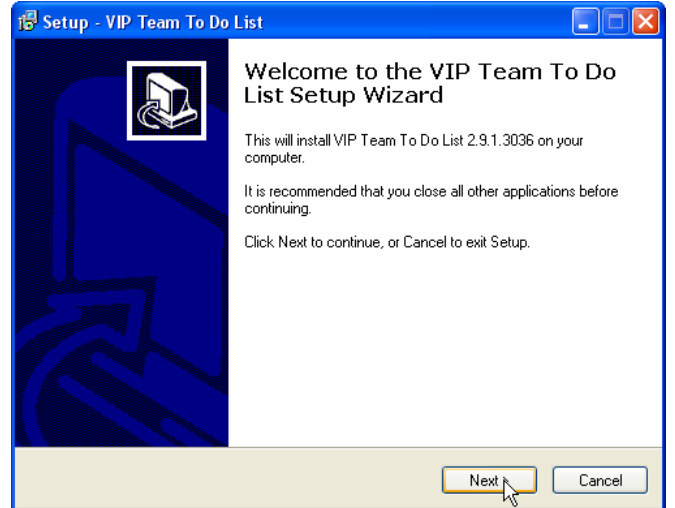 Setup - VIP Team To Do List
Welcome to the VIP Team To Do
List Setup Wizard
This will install VIP Team To Do List 2.9.1.3036 on your
computer.
It is recommended that you close all other applications before
continuing.
Click Next to continue, or Cancel to exit Setup.
Next >
Cancel